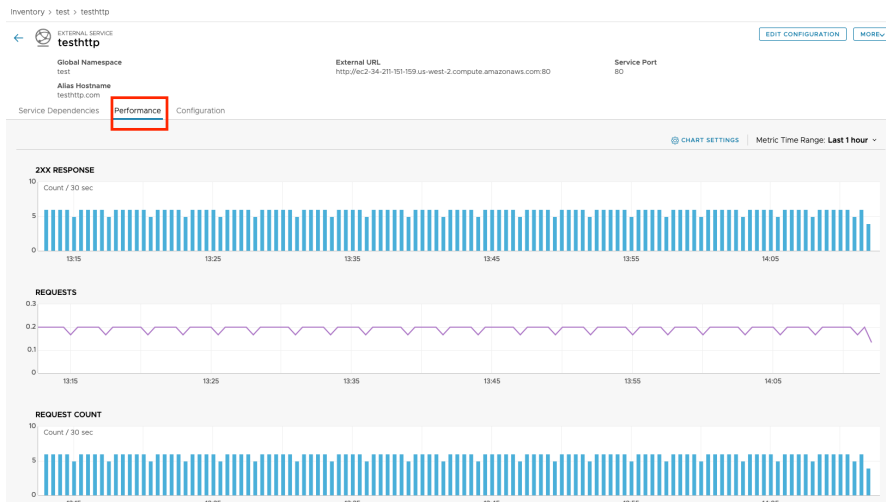 Inventory > test > testhttp
EXTERNAL SERVICE
testhttp
EDIT CONFIGURATION
MORE
Global Namespace
External URL
Service Port
test
http://ec2-34-211-151-159.us-west-2.compute.amazonaws.com:80
80
Alias Hostname
testhttp.com
Service Dependencies Performance Configuration
CHART SETTINGS Metric Time Range: Last 1 hour
2XX RESPONSE
10
Count / 30 sec
5
0
13:15 13:25 13:35 13:45 13:55 14:05
REQUESTS
0.3
0.2
0.1
0
13:15 13:25 13:35 13:45 13:55 14:05
REQUEST COUNT
10
Count / 30 sec
5
0